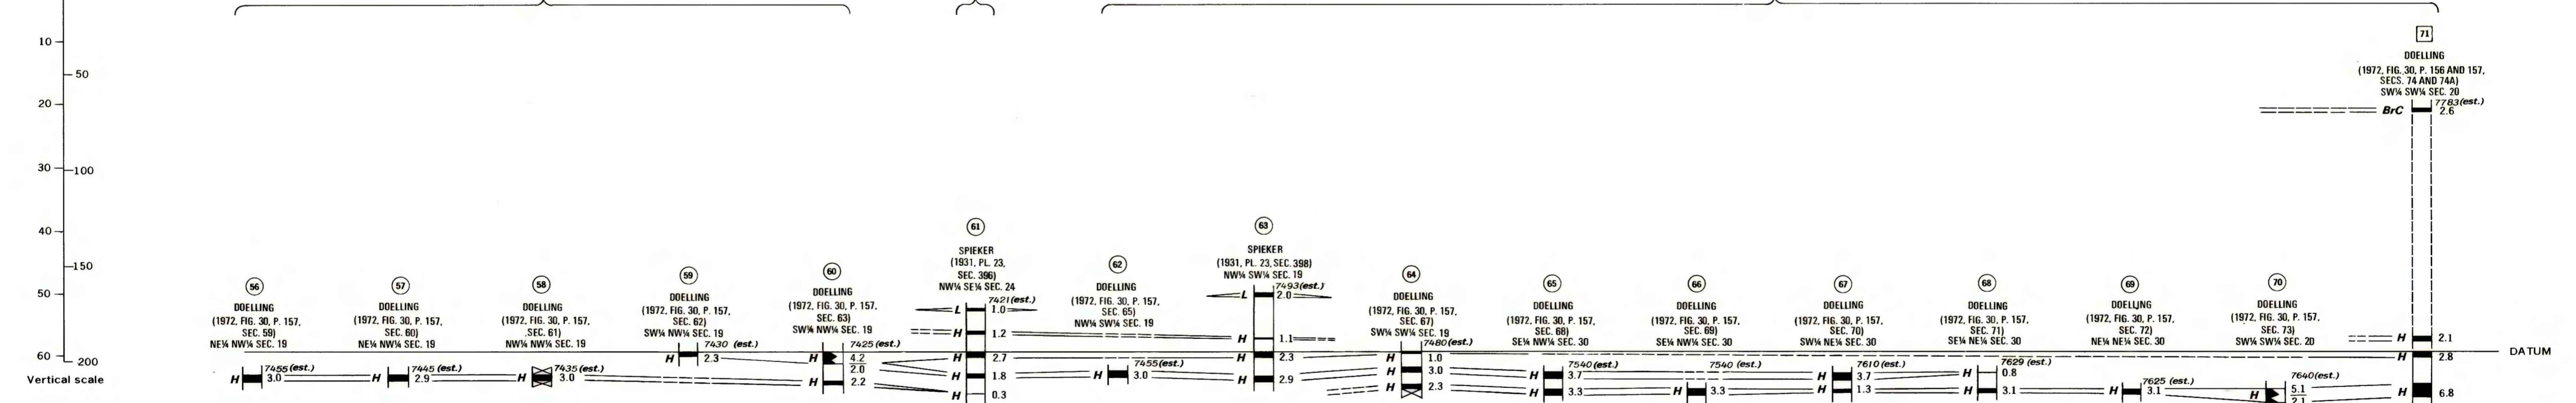 10
50
20
30
100
40
150
50
60
200
Vertical scale
56
DOELLING
(1972, FIG. 30, P. 157,
SEC. 59)
NE¼ NW¼ SEC. 19
7455 (est.)
H 3.0
57
DOELLING
(1972, FIG. 30, P. 157,
SEC. 60)
NE¼ NW¼ SEC. 19
7445 (est.)
H 2.9
58
DOELLING
(1972, FIG. 30, P. 157,
SEC. 61)
NW¼ NW¼ SEC. 19
7435 (est.)
H 3.0
59
DOELLING
(1972, FIG. 30, P. 157,
SEC. 62)
SW¼ NW¼ SEC. 19
7430 (est.)
H 2.3
60
DOELLING
(1972, FIG. 30, P. 157,
SEC. 63)
SW¼ NW¼ SEC. 19
7425 (est.)
H 4.2
2.0
H 2.2
61
SPIEKER
(1931, PL. 23,
SEC. 396)
NW¼ SE¼ SEC. 24
7421 (est.)
L 1.0
H 1.2
H 2.7
H 1.8
H 0.3
62
DOELLING
(1972, FIG. 30, P. 157,
SEC. 65)
NW¼ SW¼ SEC. 19
7455 (est.)
H 3.0
63
SPIEKER
(1931, PL. 23, SEC. 398)
NW¼ SW¼ SEC. 19
7493 (est.)
L 2.0
H 1.1
H 2.3
H 2.9
64
DOELLING
(1972, FIG. 30, P. 157,
SEC. 67)
SW¼ SW¼ SEC. 19
7480 (est.)
H 1.0
H 3.0
H 2.3
65
DOELLING
(1972, FIG. 30, P. 157,
SEC. 68)
SE¼ NW¼ SEC. 30
7540 (est.)
H 3.7
H 3.3
66
DOELLING
(1972, FIG. 30, P. 157,
SEC. 69)
SE¼ NW¼ SEC. 30
7540 (est.)
H 3.3
67
DOELLING
(1972, FIG. 30, P. 157,
SEC. 70)
SW¼ NE¼ SEC. 30
7610 (est.)
H 3.7
H 1.3
68
DOELLING
(1972, FIG. 30, P. 157,
SEC. 71)
SE¼ NE¼ SEC. 30
7629 (est.)
H 0.8
H 3.1
69
DOELLING
(1972, FIG. 30, P. 157,
SEC. 72)
NE¼ NE¼ SEC. 30
7625 (est.)
H 3.1
70
DOELLING
(1972, FIG. 30, P. 157,
SEC. 73)
SW¼ SW¼ SEC. 20
7640 (est.)
H 5.1
2.1
71
DOELLING
(1972, FIG. 30, P. 156 AND 157,
SECS. 74 AND 74A)
SW¼ SW¼ SEC. 20
7783 (est.)
BrC 2.6
H 2.1
H 2.8
H 6.8
DATUM